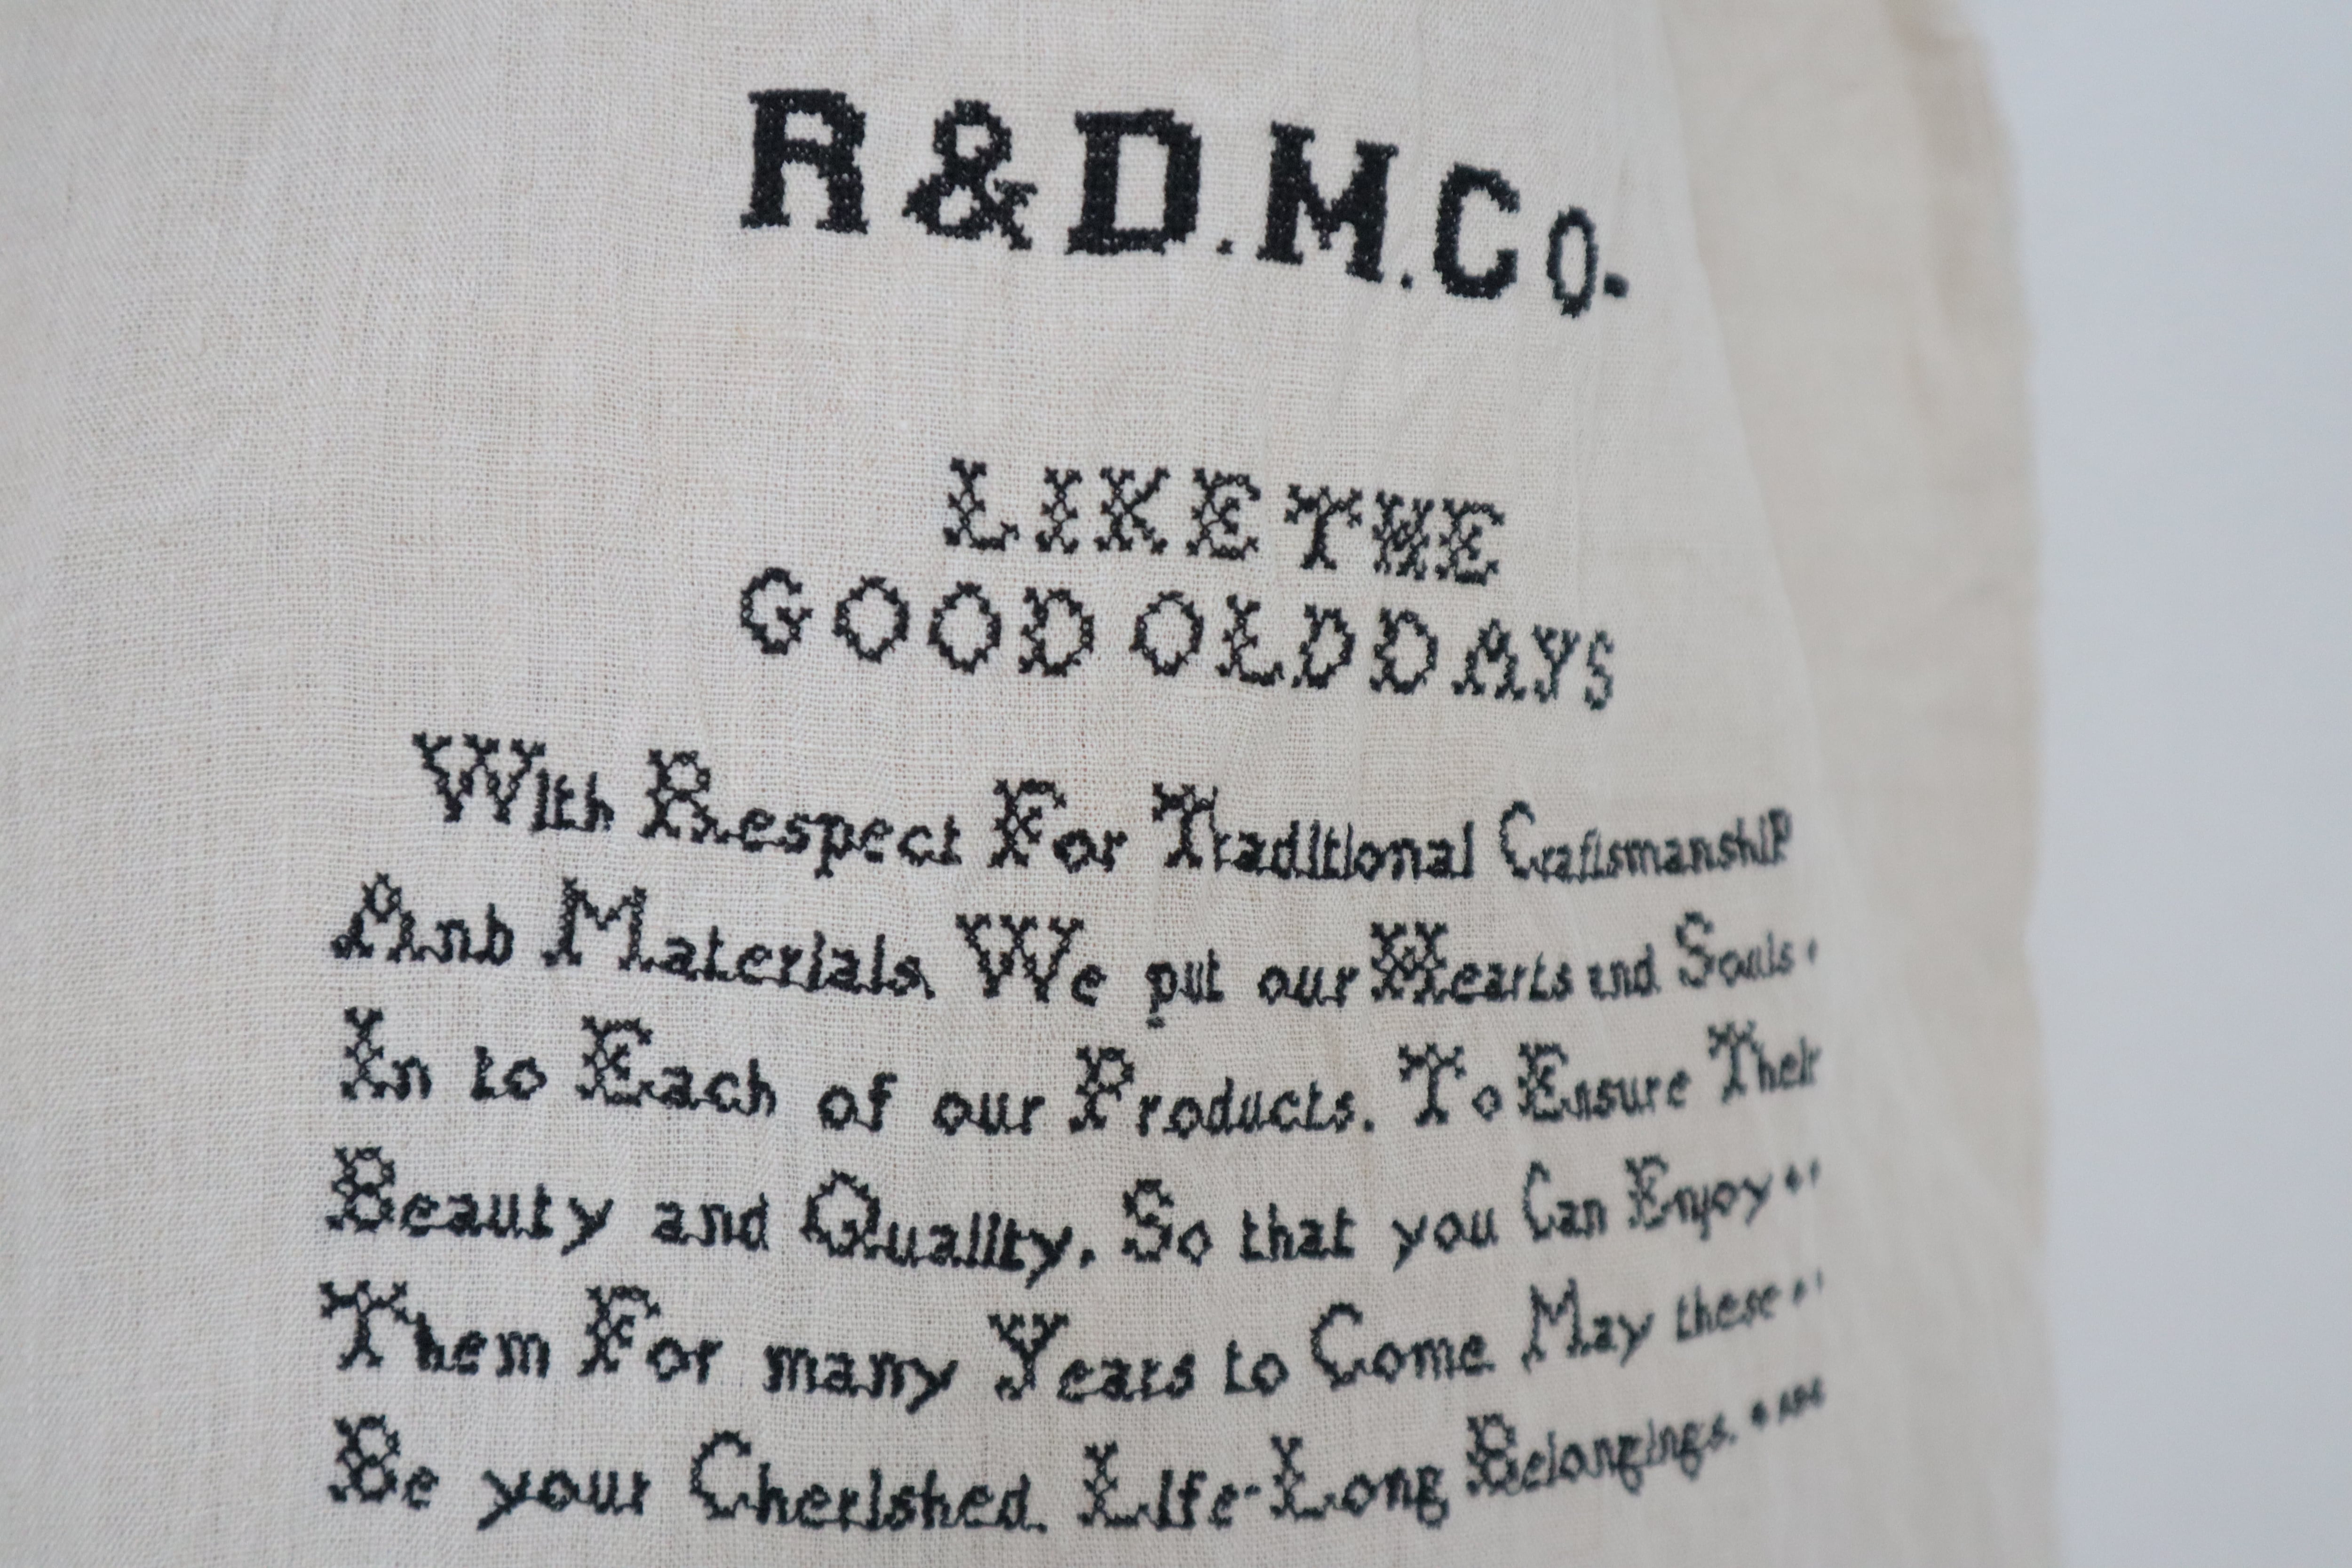 R & D.M.Co.
LIKE THE
GOOD OLD DAYS
With Respect For Traditional CraftsmanshiP
Anb Materials. We put our Hearts and Souls.
In to Each of our Products. To Ensure Their
Beauty and Quality. So that you Can Enjoy
Them For many Years to Come. May these
Be your Cherished. Life-Long Belongings.